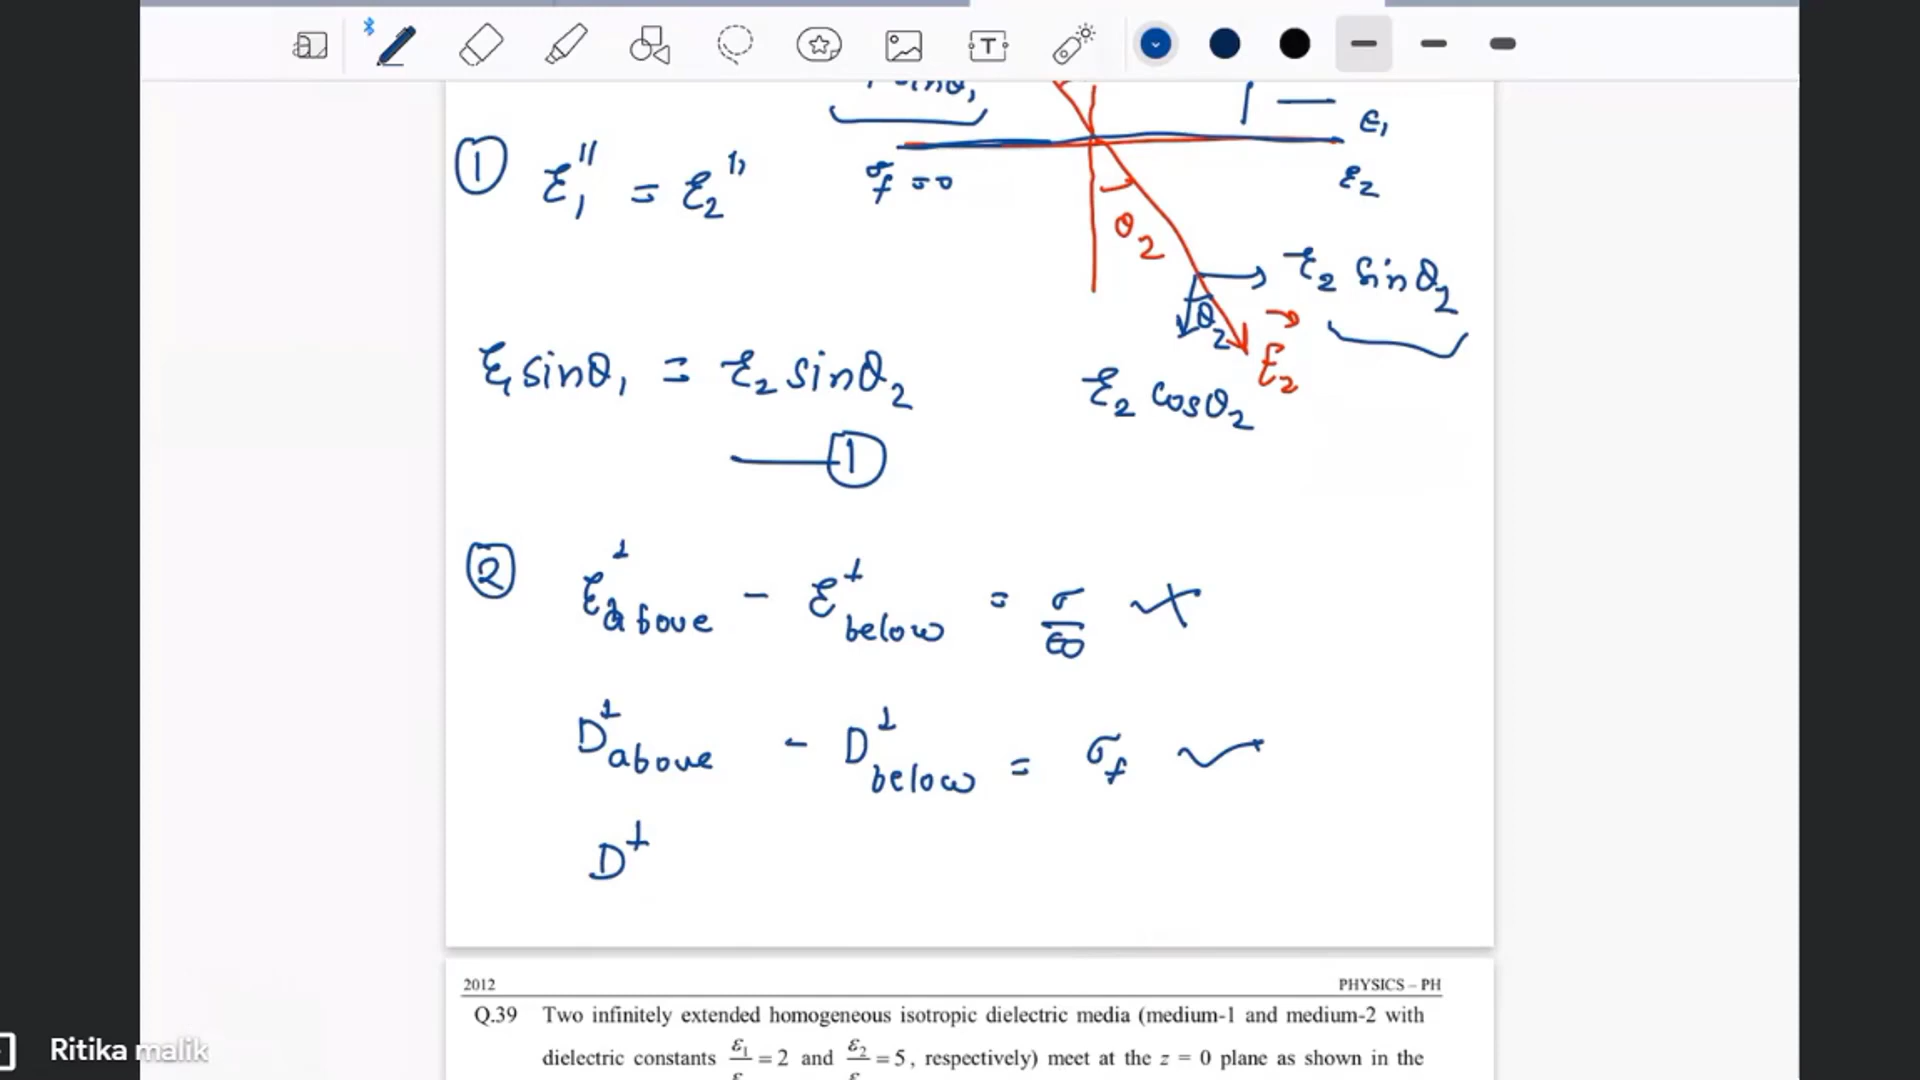 T
sinθ₁
ε₁
① E₁'' = E₂''
σf = 0
ε₂
θ₂
E₂ sinθ₂
θ₂
E₂
E₁ sinθ₁ = E₂ sinθ₂
E₂ cosθ₂
①
② E⊥above - E⊥below = σ/ε0
D⊥above - D⊥below = σf
D⊥
2012 PHYSICS – PH
Q.39 Two infinitely extended homogeneous isotropic dielectric media (medium-1 and medium-2 with
dielectric constants ε₁/ε = 2 and ε₂/ε = 5, respectively) meet at the z = 0 plane as shown in the
Ritika malik